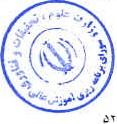 وزارت علوم، تحقیقات و فناوری
شورای برنامه ریزی آموزش عالی
۵۲